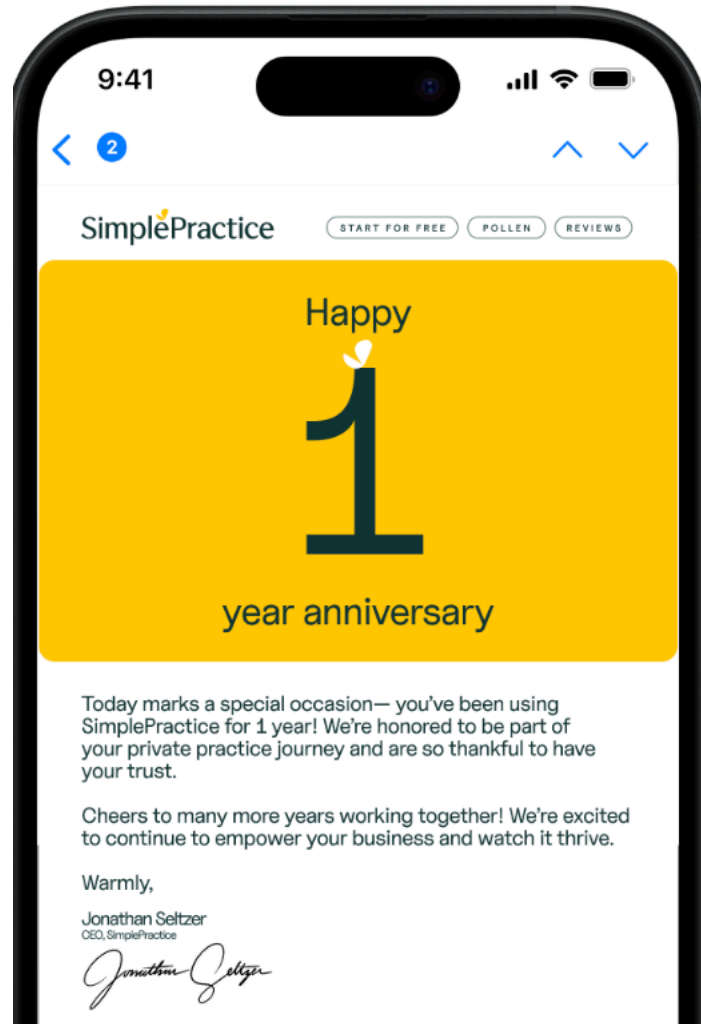 9:41
2
SimplePractice
START FOR FREE
POLLEN
REVIEWS
Happy
1
year anniversary
Today marks a special occasion— you’ve been using
SimplePractice for 1 year! We’re honored to be part of
your private practice journey and are so thankful to have
your trust.
Cheers to many more years working together! We’re excited
to continue to empower your business and watch it thrive.
Warmly,
Jonathan Seltzer
CEO, SimplePractice
Jonathan Seltzer